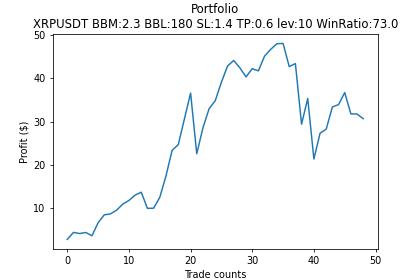 Portfolio
XRPUSDT BBM:2.3 BBL:180 SL:1.4 TP:0.6 lev:10 WinRatio:73.0
50
40
30
20
10
Profit ($)
0 10 20 30 40 50
Trade counts